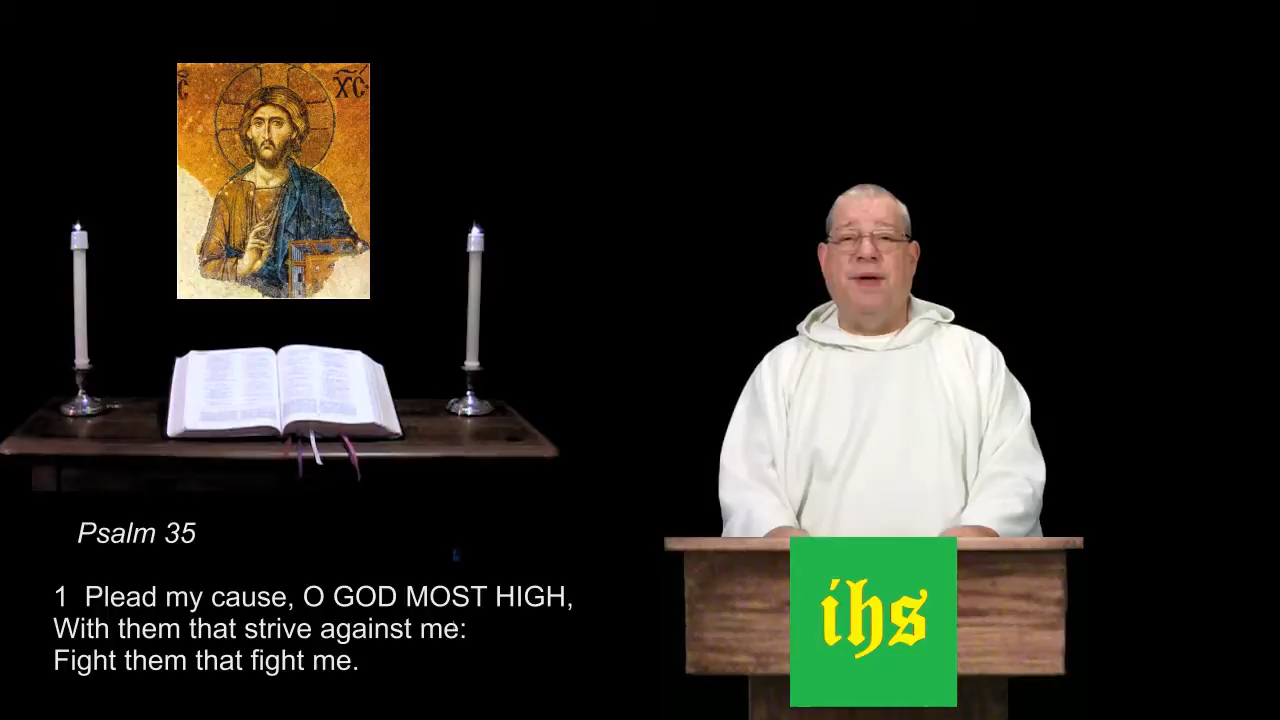 C
XC
Psalm 35
1 Plead my cause, O GOD MOST HIGH,
With them that strive against me:
Fight them that fight me.
ihs